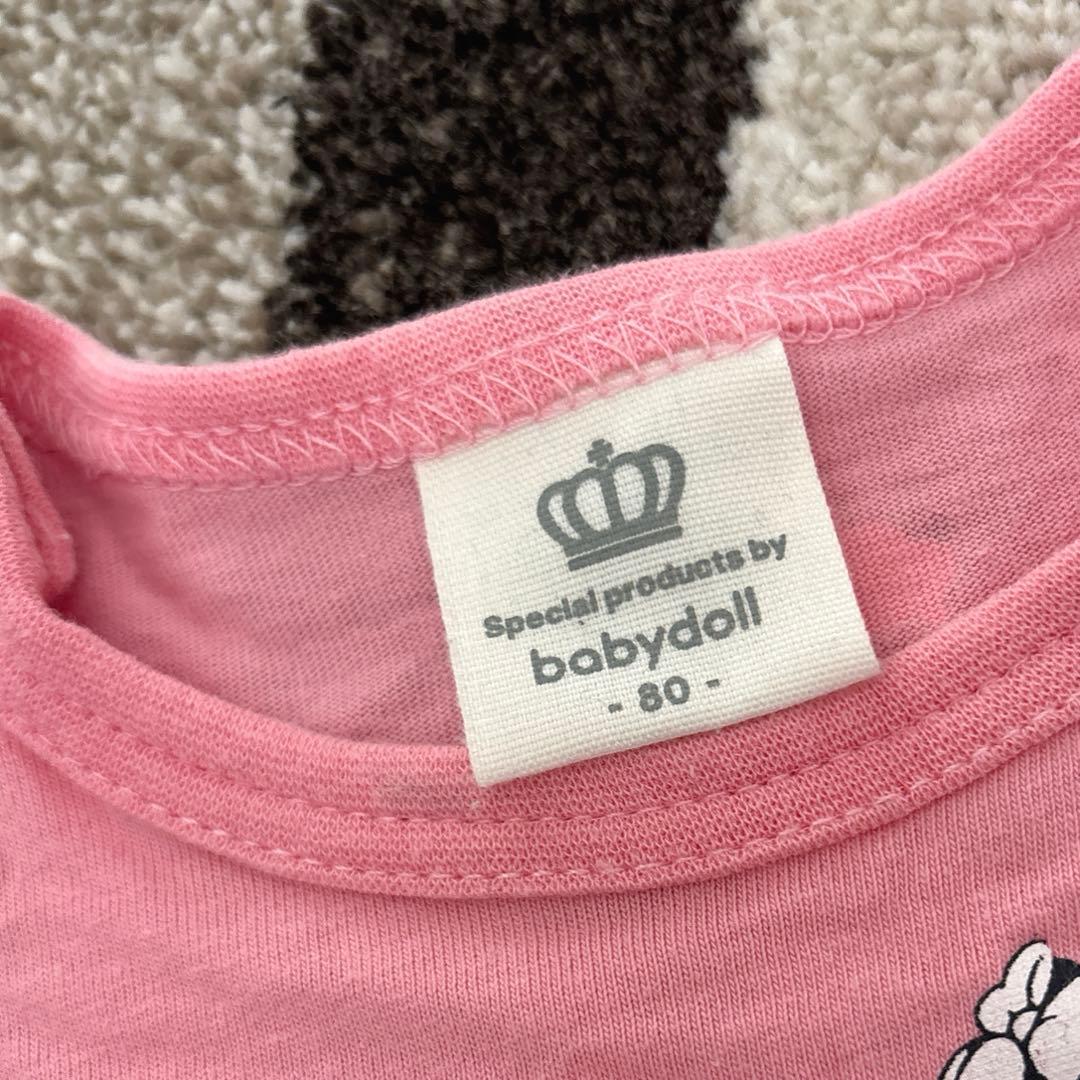 Special products by
babydoll
- 80 -